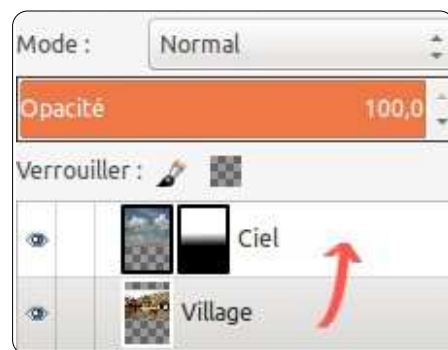 Mode : Normal
Opacité 100,0
Verrouiller :
Ciel
Village